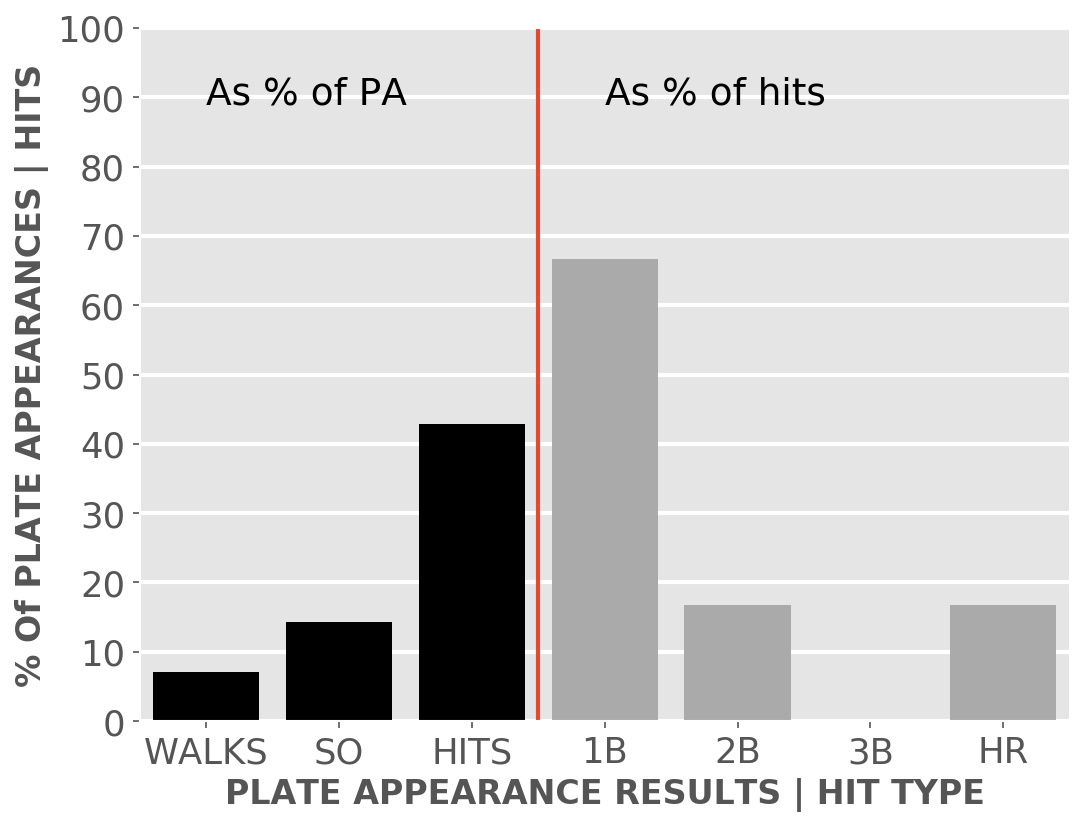 % Of PLATE APPEARANCES | HITS
100
90
80
70
60
50
40
30
20
10
0
As % of PA
As % of hits
WALKS SO HITS 1B 2B 3B HR
PLATE APPEARANCE RESULTS | HIT TYPE